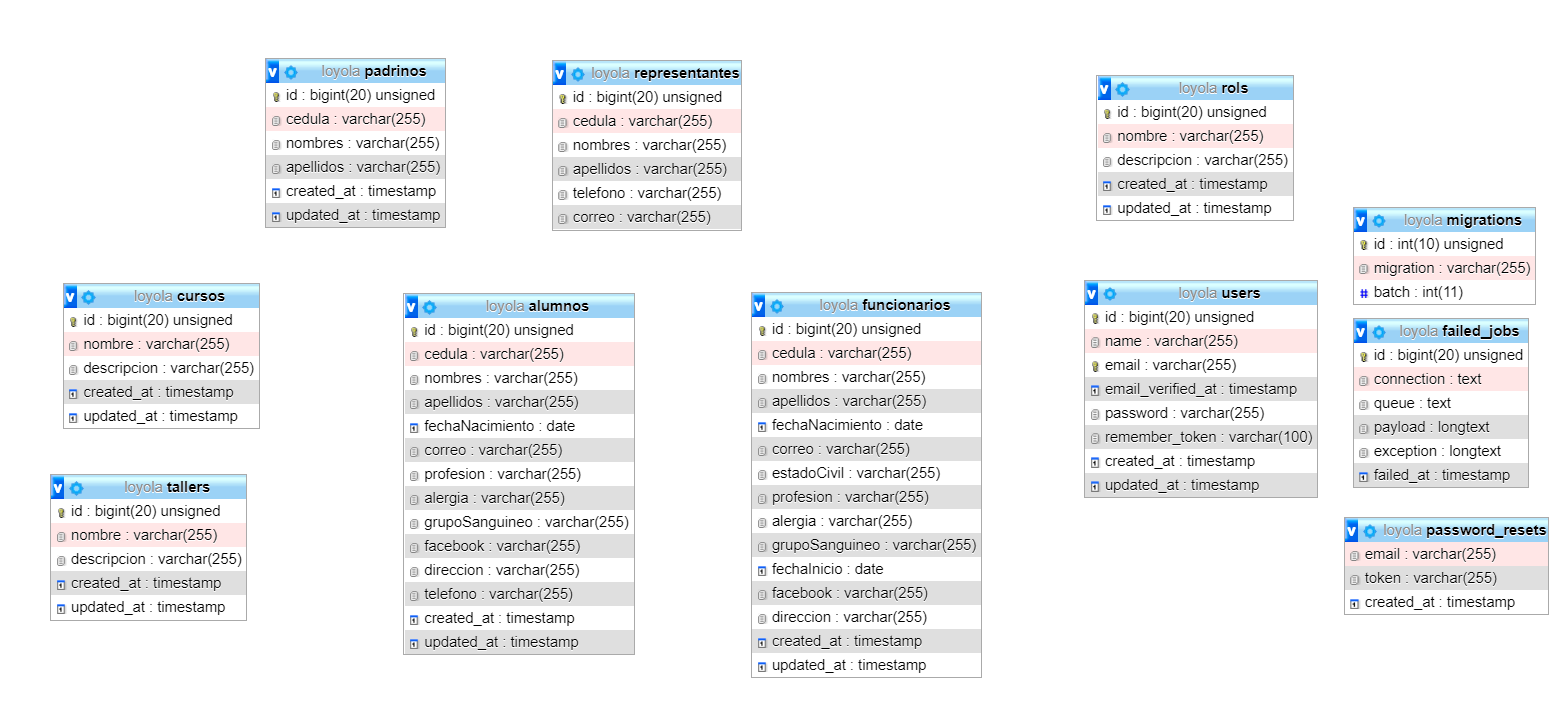 v loyola padrinos
id : bigint(20) unsigned
cedula : varchar(255)
nombres : varchar(255)
apellidos : varchar(255)
created_at : timestamp
updated_at : timestamp
v loyola representantes
id : bigint(20) unsigned
cedula : varchar(255)
nombres : varchar(255)
apellidos : varchar(255)
telefono : varchar(255)
correo : varchar(255)
v loyola rols
id : bigint(20) unsigned
nombre : varchar(255)
descripcion : varchar(255)
created_at : timestamp
updated_at : timestamp
v loyola migrations
id : int(10) unsigned
migration : varchar(255)
# batch : int(11)
v loyola cursos
id : bigint(20) unsigned
nombre : varchar(255)
descripcion : varchar(255)
created_at : timestamp
updated_at : timestamp
v loyola alumnos
id : bigint(20) unsigned
cedula : varchar(255)
nombres : varchar(255)
apellidos : varchar(255)
fechaNacimiento : date
correo : varchar(255)
profesion : varchar(255)
alergia : varchar(255)
grupoSanguineo : varchar(255)
facebook : varchar(255)
direccion : varchar(255)
telefono : varchar(255)
created_at : timestamp
updated_at : timestamp
v loyola funcionarios
id : bigint(20) unsigned
cedula : varchar(255)
nombres : varchar(255)
apellidos : varchar(255)
fechaNacimiento : date
correo : varchar(255)
estadoCivil : varchar(255)
profesion : varchar(255)
alergia : varchar(255)
grupoSanguineo : varchar(255)
fechaInicio : date
facebook : varchar(255)
direccion : varchar(255)
created_at : timestamp
updated_at : timestamp
v loyola users
id : bigint(20) unsigned
name : varchar(255)
email : varchar(255)
email_verified_at : timestamp
password : varchar(255)
remember_token : varchar(100)
created_at : timestamp
updated_at : timestamp
v loyola failed_jobs
id : bigint(20) unsigned
connection : text
queue : text
payload : longtext
exception : longtext
failed_at : timestamp
v loyola tallers
id : bigint(20) unsigned
nombre : varchar(255)
descripcion : varchar(255)
created_at : timestamp
updated_at : timestamp
v loyola password_resets
email : varchar(255)
token : varchar(255)
created_at : timestamp